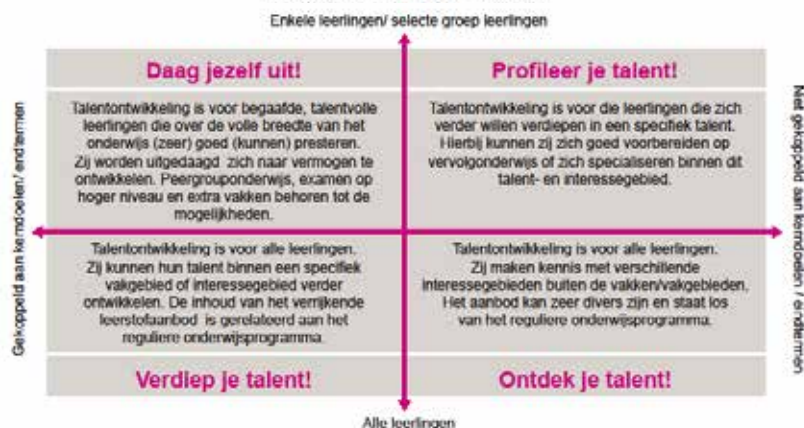 Enkele leerlingen/ selecte groep leerlingen
Daag jezelf uit!
Talentontwikkeling is voor begaafde, talentvolle
leerlingen die over de volle breedte van het
onderwijs (zeer) goed (kunnen) presteren.
Zij worden uitgedaagd zich naar vermogen te
ontwikkelen. Peergrouponderwijs, examen op
hoger niveau en extra vakken behoren tot de
mogelijkheden.
Profileer je talent!
Talentontwikkeling is voor die leerlingen die zich
verder willen verdiepen in een specifiek talent.
Hierbij kunnen zij zich goed voorbereiden op
vervolgonderwijs of zich specialiseren binnen dit
talent- en interessegebied.
Gekoppeld aan kerndoelen/ eindtermen
Niet gekoppeld aan kerndoelen / eindtermen
Talentontwikkeling is voor alle leerlingen.
Zij kunnen hun talent binnen een specifiek
vakgebied of interessegebied verder
ontwikkelen. De inhoud van het verrijkende
leerstofaanbod is gerelateerd aan het
reguliere onderwijsprogramma.
Verdiep je talent!
Talentontwikkeling is voor alle leerlingen.
Zij maken kennis met verschillende
interessegebieden buiten de vakken/vakgebieden.
Het aanbod kan zeer divers zijn en staat los
van het reguliere onderwijsprogramma.
Ontdek je talent!
Alle leerlingen